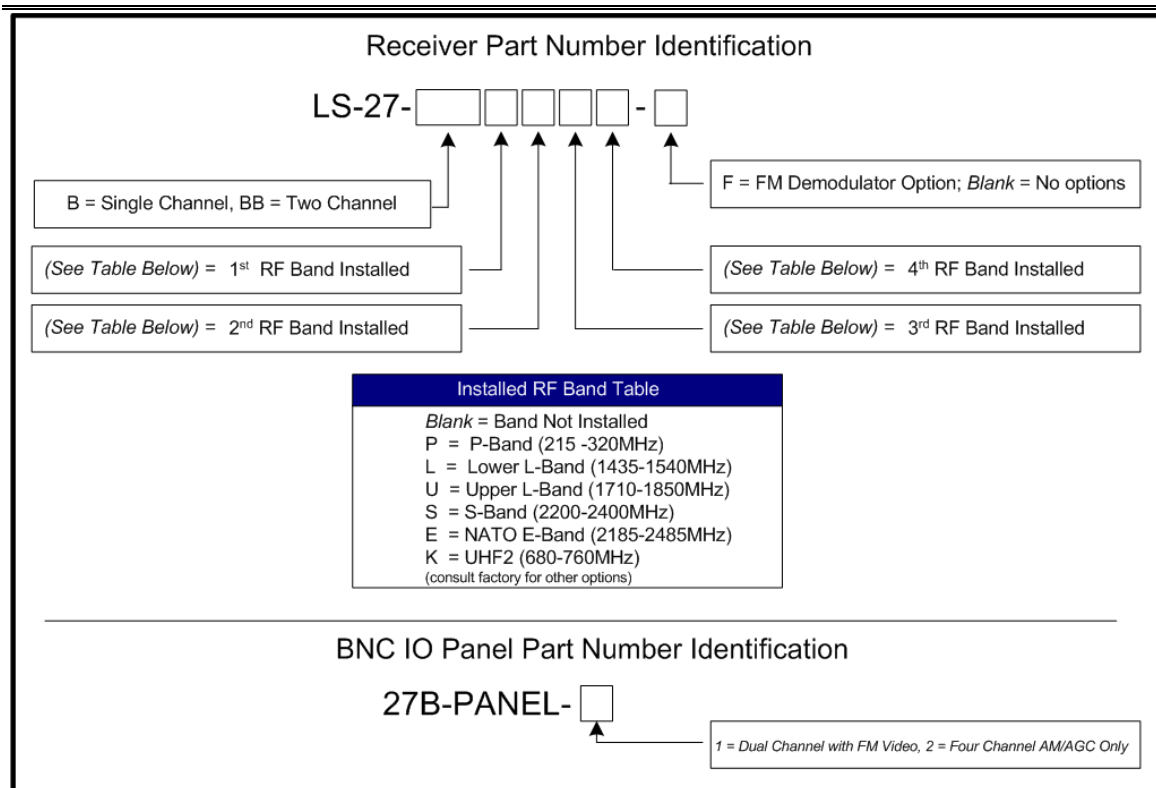 Receiver Part Number Identification
LS-27- -
B = Single Channel, BB = Two Channel
F = FM Demodulator Option; Blank = No options
(See Table Below) = 1st RF Band Installed
(See Table Below) = 4th RF Band Installed
(See Table Below) = 2nd RF Band Installed
(See Table Below) = 3rd RF Band Installed
Installed RF Band Table
Blank = Band Not Installed
P = P-Band (215 -320MHz)
L = Lower L-Band (1435-1540MHz)
U = Upper L-Band (1710-1850MHz)
S = S-Band (2200-2400MHz)
E = NATO E-Band (2185-2485MHz)
K = UHF2 (680-760MHz)
(consult factory for other options)
BNC IO Panel Part Number Identification
27B-PANEL-
1 = Dual Channel with FM Video, 2 = Four Channel AM/AGC Only